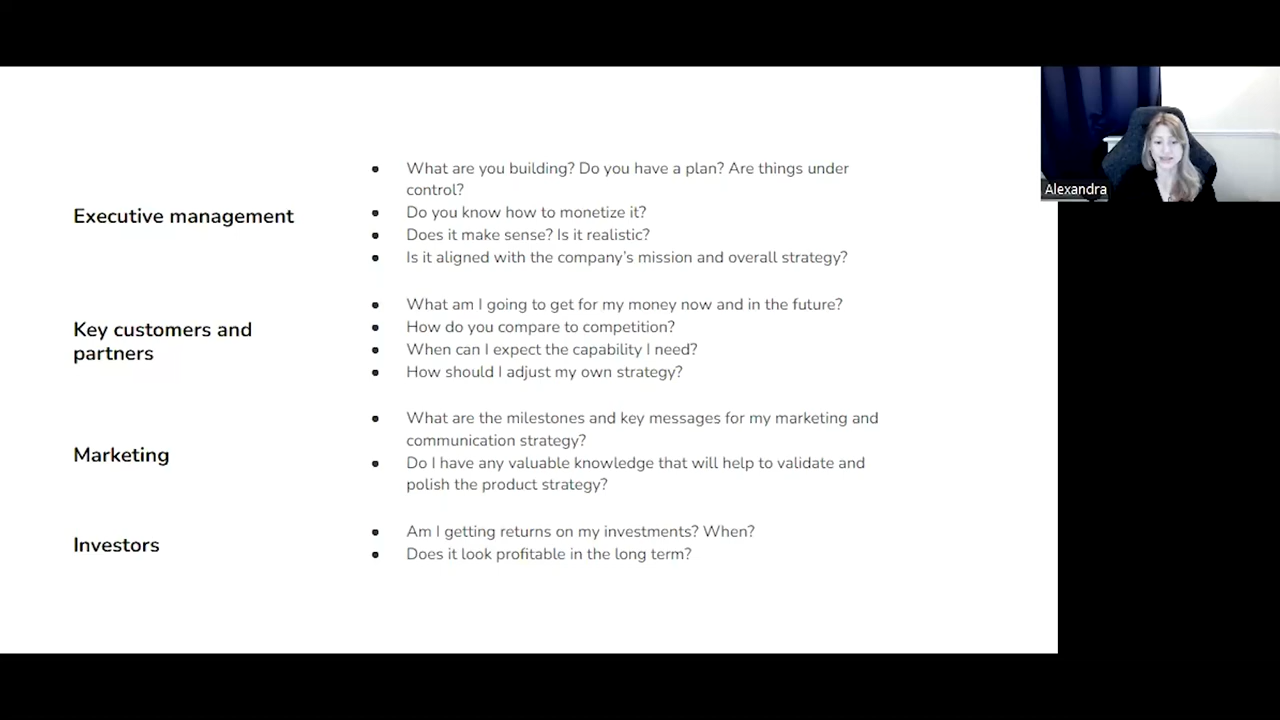 Executive management
What are you building? Do you have a plan? Are things under
control?
Do you know how to monetize it?
Does it make sense? Is it realistic?
Is it aligned with the company's mission and overall strategy?
Key customers and
partners
What am I going to get for my money now and in the future?
How do you compare to competition?
When can I expect the capability I need?
How should I adjust my own strategy?
Marketing
What are the milestones and key messages for my marketing and
communication strategy?
Do I have any valuable knowledge that will help to validate and
polish the product strategy?
Investors
Am I getting returns on my investments? When?
Does it look profitable in the long term?
Alexandra